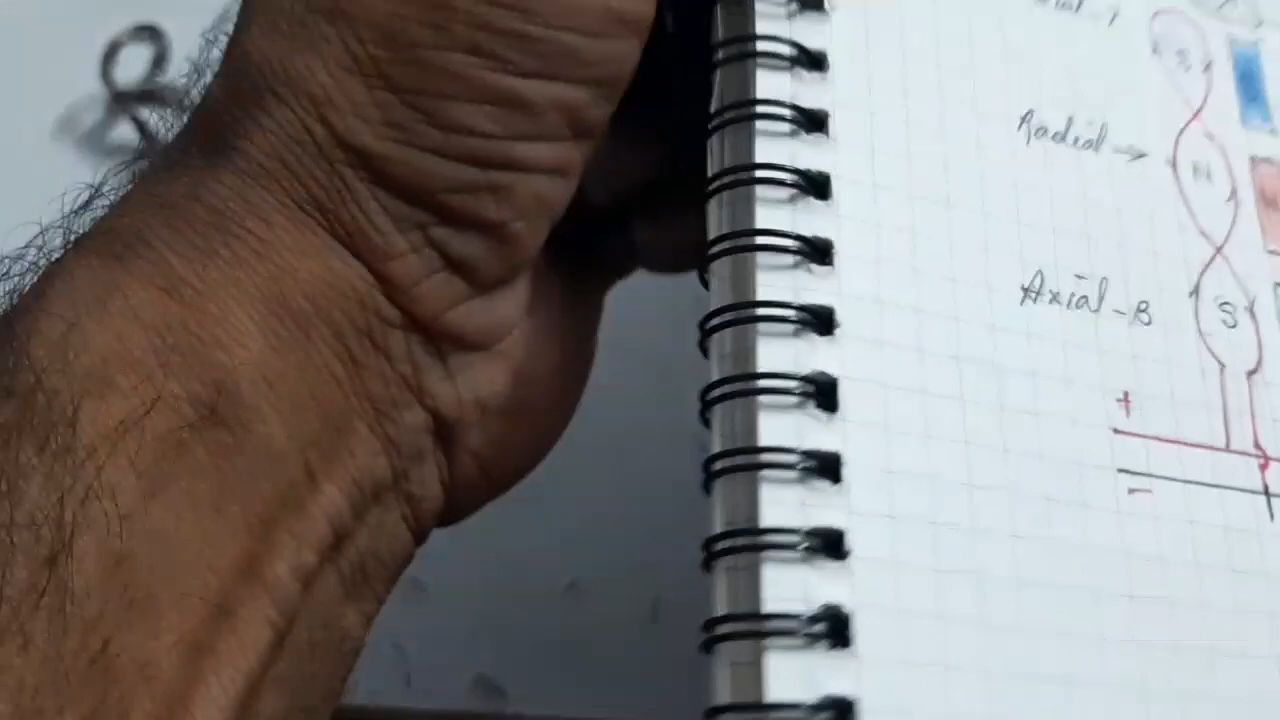 S
Radial →
N
Axial-B
S
+
-